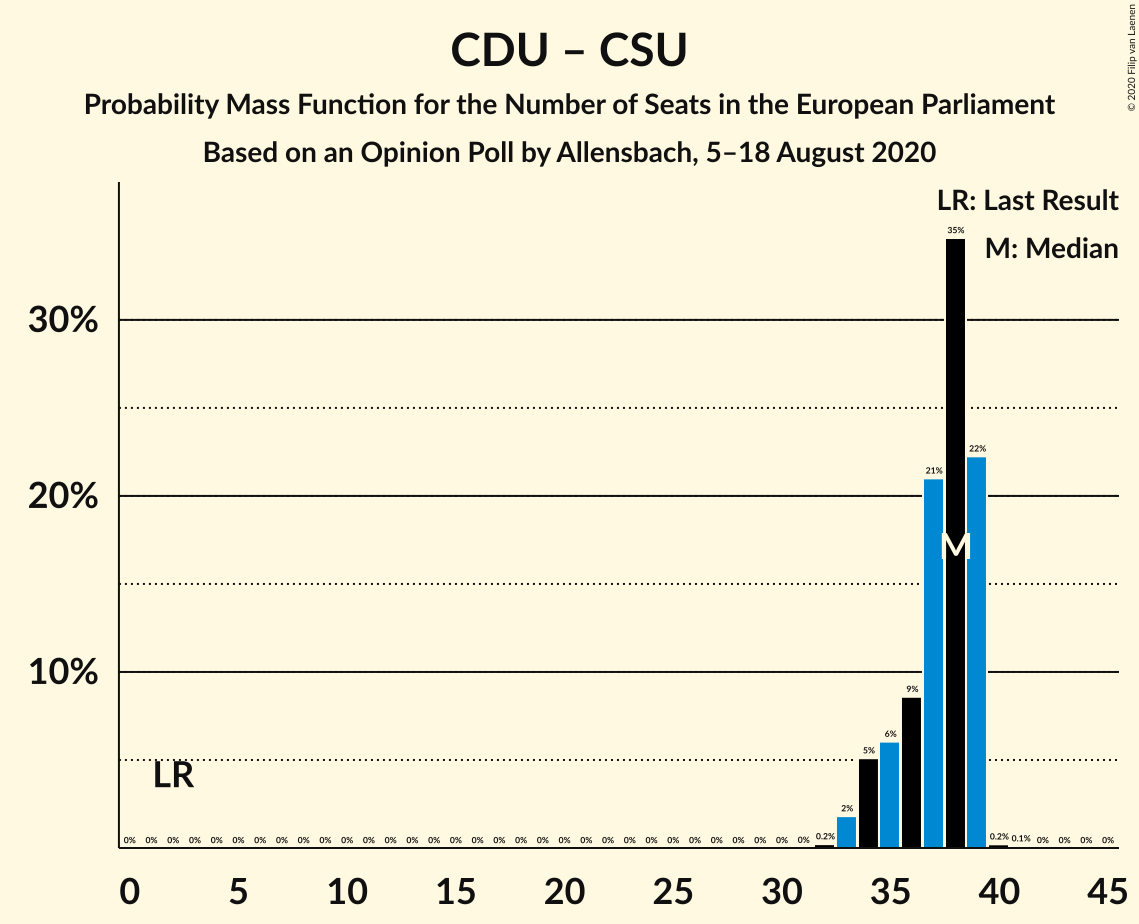 © 2020 Filip van Laenen
CDU – CSU
Probability Mass Function for the Number of Seats in the European Parliament
Based on an Opinion Poll by Allensbach, 5–18 August 2020
LR: Last Result
M: Median
35%
30%
22%
21%
20%
M
10%
9%
6%
5%
2%
LR
0% 0% 0% 0% 0% 0% 0% 0% 0% 0% 0% 0% 0% 0% 0% 0% 0% 0% 0% 0% 0% 0% 0% 0% 0% 0% 0% 0% 0% 0% 0% 0% 0.2% 0.2% 0.1% 0% 0% 0% 0%
0 5 10 15 20 25 30 35 40 45